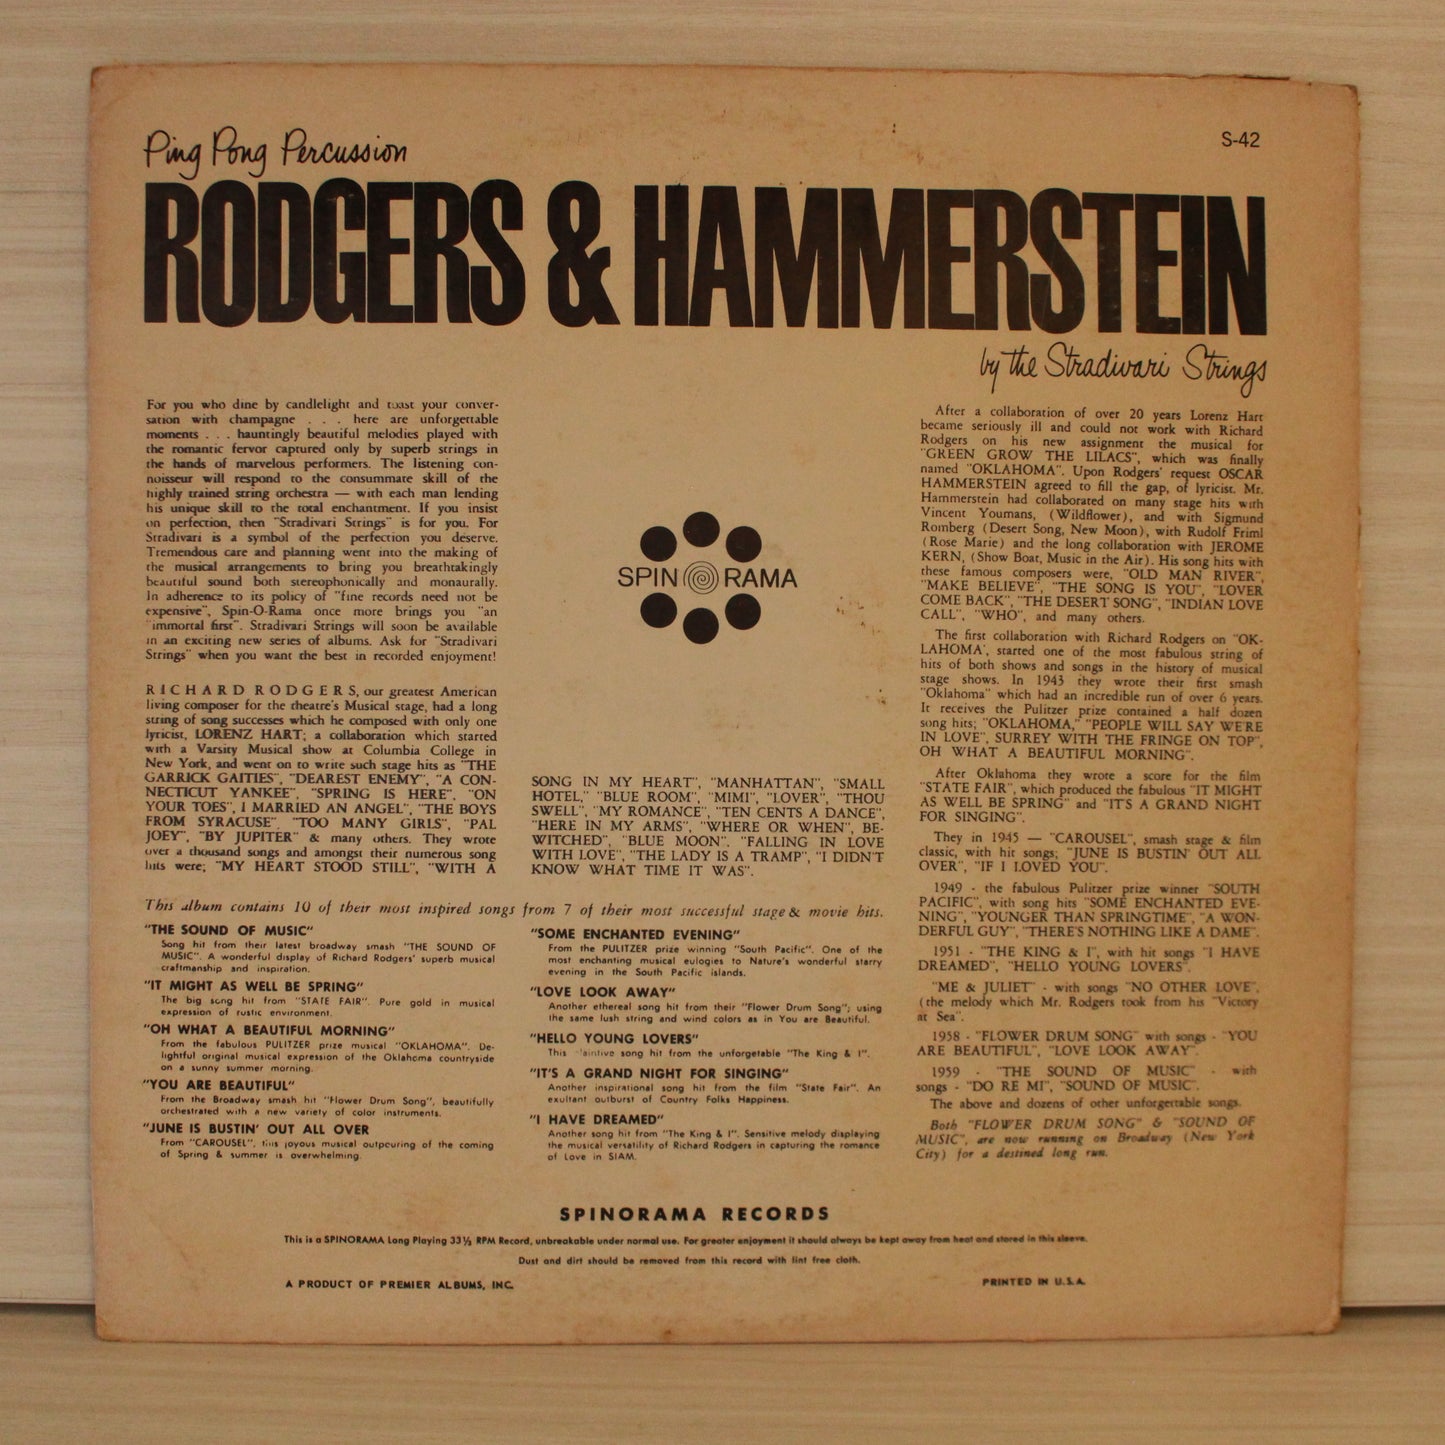 Ping Pong Percussion
S-42
RODGERS & HAMMERSTEIN
by the Stradivari Strings
For you who dine by candlelight and toast your conver-
sation with champagne . . . here are unforgettable
moments . . . hauntingly beautiful melodies played with
the romantic fervor captured only by superb strings in
the hands of marvelous performers. The listening con-
noisseur will respond to the consummate skill of the
highly trained string orchestra — with each man lending
his unique skill to the total enchantment. If you insist
on perfection, then "Stradivari Strings" is for you. For
Stradivari is a symbol of the perfection you deserve.
Tremendous care and planning went into the making of
the musical arrangements to bring you breathtakingly
beautiful sound both stereophonically and monaurally.
In adherence to its policy of "fine records need not be
expensive", Spin-O-Rama once more brings you "an
"immortal first". Stradivari Strings will soon be available
in an exciting new series of albums. Ask for "Stradivari
Strings" when you want the best in recorded enjoyment!
RICHARD RODGERS, our greatest American
living composer for the theatre's Musical stage, had a long
string of song successes which he composed with only one
lyricist, LORENZ HART; a collaboration which started
with a Varsity Musical show at Columbia College in
New York, and went on to write such stage hits as "THE
GARRICK GAITIES", "DEAREST ENEMY", "A CON-
NECTICUT YANKEE", "SPRING IS HERE", "ON
YOUR TOES", I MARRIED AN ANGEL", "THE BOYS
FROM SYRACUSE", "TOO MANY GIRLS", "PAL
JOEY", "BY JUPITER" & many others. They wrote
over a thousand songs and amongst their numerous song
hits were; "MY HEART STOOD STILL", "WITH A
SPIN RAMA
SONG IN MY HEART", "MANHATTAN", "SMALL
HOTEL," "BLUE ROOM", "MIMI", "LOVER", "THOU
SWELL", "MY ROMANCE", "TEN CENTS A DANCE",
"HERE IN MY ARMS", "WHERE OR WHEN", BE-
WITCHED", "BLUE MOON". "FALLING IN LOVE
WITH LOVE", "THE LADY IS A TRAMP", "I DIDN'T
KNOW WHAT TIME IT WAS".
This album contains 10 of their most inspired songs from 7 of their most successful stage & movie hits.
"THE SOUND OF MUSIC"
Song hit from their latest broadway smash "THE SOUND OF
MUSIC". A wonderful display of Richard Rodgers' superb musical
craftmanship and inspiration.
"IT MIGHT AS WELL BE SPRING"
The big song hit from "STATE FAIR". Pure gold in musical
expression of rustic environment.
"OH WHAT A BEAUTIFUL MORNING"
From the fabulous PULITZER prize musical "OKLAHOMA". De-
lightful original musical expression of the Oklahoma countryside
on a sunny summer morning.
"YOU ARE BEAUTIFUL"
From the Broadway smash hit "Flower Drum Song", beautifully
orchestrated with a new variety of color instruments.
"JUNE IS BUSTIN' OUT ALL OVER
From "CAROUSEL", this joyous musical outpouring of the coming
of Spring & summer is overwhelming.
"SOME ENCHANTED EVENING"
From the PULITZER prize winning "South Pacific". One of the
most enchanting musical eulogies to Nature's wonderful starry
evening in the South Pacific islands.
"LOVE LOOK AWAY"
Another ethereal song hit from their "Flower Drum Song"; using
the same lush string and wind colors as in You are Beautiful.
"HELLO YOUNG LOVERS"
This song hit from the unforgetable "The King & I".
"IT'S A GRAND NIGHT FOR SINGING"
Another inspirational song hit from the film "State Fair". An
exultant outburst of Country Folks Happiness.
"I HAVE DREAMED"
Another song hit from "The King & I". Sensitive melody displaying
the musical versatility of Richard Rodgers in capturing the romance
of Love in SIAM.
After a collaboration of over 20 years Lorenz Hart
became seriously ill and could not work with Richard
Rodgers on his new assignment the musical for
"GREEN GROW THE LILACS", which was finally
named "OKLAHOMA". Upon Rodgers' request OSCAR
HAMMERSTEIN agreed to fill the gap, of lyricist. Mr.
Hammerstein had collaborated on many stage hits with
Vincent Youmans, (Wildflower), and with Sigmund
Romberg (Desert Song, New Moon), with Rudolf Friml
(Rose Marie) and the long collaboration with JEROME
KERN, (Show Boat, Music in the Air). His song hits with
these famous composers were, "OLD MAN RIVER",
"MAKE BELIEVE", "THE SONG IS YOU", "LOVER
COME BACK", "THE DESERT SONG", "INDIAN LOVE
CALL", "WHO", and many others.
The first collaboration with Richard Rodgers on "OK-
LAHOMA', started one of the most fabulous string of
hits of both shows and songs in the history of musical
stage shows. In 1943 they wrote their first smash
"Oklahoma" which had an incredible run of over 6 years.
It receives the Pulitzer prize contained a half dozen
song hits; "OKLAHOMA," "PEOPLE WILL SAY WE'RE
IN LOVE", SURREY WITH THE FRINGE ON TOP",
OH WHAT A BEAUTIFUL MORNING".
After Oklahoma they wrote a score for the film
"STATE FAIR", which produced the fabulous "IT MIGHT
AS WELL BE SPRING" and "IT'S A GRAND NIGHT
FOR SINGING".
They in 1945 — "CAROUSEL", smash stage & film
classic, with hit songs; "JUNE IS BUSTIN' OUT ALL
OVER", "IF I LOVED YOU".
1949 - the fabulous Pulitzer prize winner "SOUTH
PACIFIC", with song hits "SOME ENCHANTED EVE-
NING", "YOUNGER THAN SPRINGTIME", "A WON-
DERFUL GUY", "THERE'S NOTHING LIKE A DAME".
1951 - "THE KING & I", with hit songs "I HAVE
DREAMED", "HELLO YOUNG LOVERS".
"ME & JULIET" - with songs "NO OTHER LOVE",
(the melody which Mr. Rodgers took from his "Victory
at Sea".
1958 - "FLOWER DRUM SONG" with songs - "YOU
ARE BEAUTIFUL", "LOVE LOOK AWAY".
1959 - "THE SOUND OF MUSIC" - with
songs - "DO RE MI", "SOUND OF MUSIC".
The above and dozens of other unforgettable songs.
Both "FLOWER DRUM SONG" & "SOUND OF
MUSIC", are now running on Broadway (New York
City) for a destined long run.
SPINORAMA RECORDS
This is a SPINORAMA Long Playing 33⅓ RPM Record, unbreakable under normal use. For greater enjoyment it should always be kept away from heat and stored in this sleeve.
Dust and dirt should be removed from this record with lint free cloth.
A PRODUCT OF PREMIER ALBUMS, INC.
PRINTED IN U.S.A.